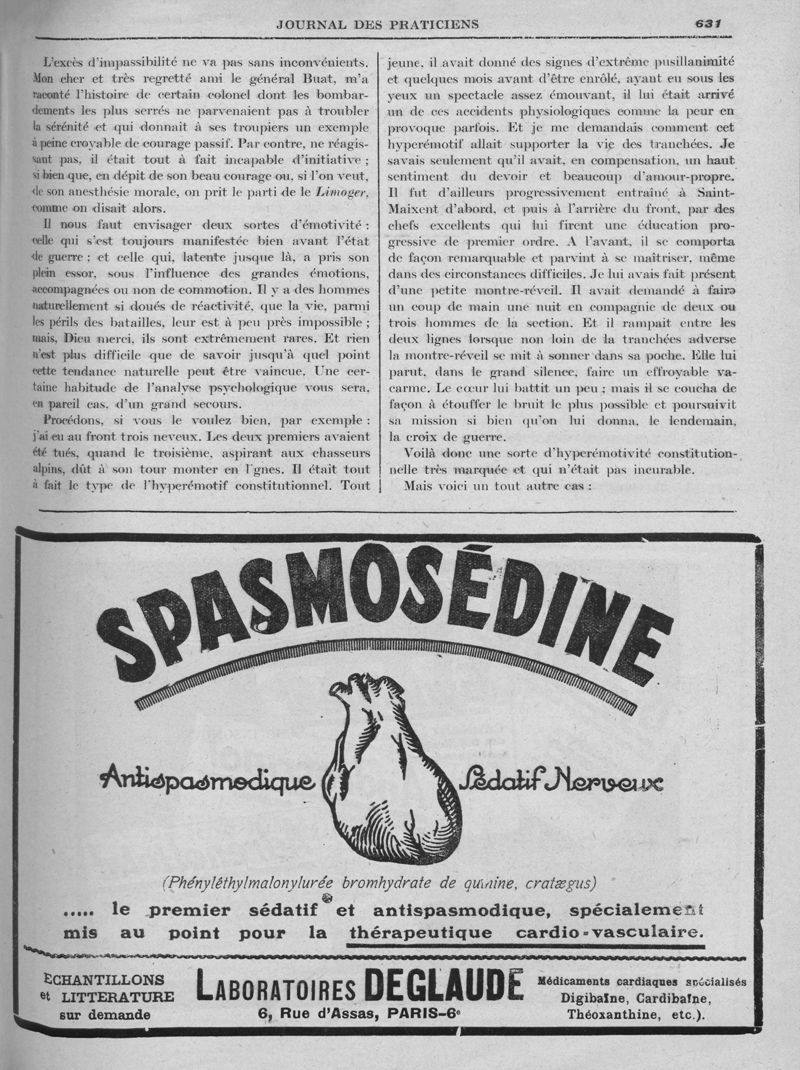 JOURNAL DES PRATICIENS 631
L'excès d'impassibilité ne va pas sans inconvénients.
Mon cher et très regretté ami le général Buat, m'a
raconté l'histoire de certain colonel dont les bombar-
dements les plus serrés ne parvenaient pas à troubler
la sérénité et qui donnait à ses troupiers un exemple
à peine croyable de courage passif. Par contre, ne réagis-
sant pas, il était tout à fait incapable d'initiative ;
si bien que, en dépit de son beau courage ou, si l'on veut,
de son anesthésie morale, on prit le parti de le Limoger,
comme on disait alors.
Il nous faut envisager deux sortes d'émotivité :
celle qui s'est toujours manifestée bien avant l'état
de guerre ; et celle qui, latente jusque là, a pris son
plein essor, sous l'influence des grandes émotions,
accompagnées ou non de commotion. Il y a des hommes
naturellement si doués de réactivité, que la vie, parmi
les périls des batailles, leur est à peu près impossible ;
mais, Dieu merci, ils sont extrêmement rares. Et rien
n'est plus difficile que de savoir jusqu'à quel point
cette tendance naturelle peut être vaincue. Une cer-
taine habitude de l'analyse psychologique vous sera,
en pareil cas, d'un grand secours.
Procédons, si vous le voulez bien, par exemple :
j'ai eu au front trois neveux. Les deux premiers avaient
été tués, quand le troisième, aspirant aux chasseurs
alpins, dût à son tour monter en l'gnes. Il était tout
à fait le type de l'hyperémotif constitutionnel. Tout
jeune, il avait donné des signes d'extrême pusillanimité
et quelques mois avant d'être enrôlé, ayant eu sous les
yeux un spectacle assez émouvant, il lui était arrivé
un de ces accidents physiologiques comme la peur en
provoque parfois. Et je me demandais comment cet
hyperémotif allait supporter la vie des tranchées. Je
savais seulement qu'il avait, en compensation, un haut
sentiment du devoir et beaucoup d'amour-propre.
Il fut d'ailleurs progressivement entraîné à Saint-
Maixent d'abord, et puis à l'arrière du front, par des
chefs excellents qui lui firent une éducation pro-
gressive de premier ordre. A l'avant, il se comporta
de façon remarquable et parvint à se maîtriser, même
dans des circonstances difficiles. Je lui avais fait présent
d'une petite montre-réveil. Il avait demandé à faire
un coup de main une nuit en compagnie de deux ou
trois hommes de la section. Et il rampait entre les
deux lignes lorsque non loin de la tranchées adverse
la montre-réveil se mit à sonner dans sa poche. Elle lui
parut, dans le grand silence, faire un effroyable va-
carme. Le cœur lui battit un peu ; mais il se coucha de
façon à étouffer le bruit le plus possible et poursuivit
sa mission si bien qu'on lui donna, le lendemain,
la croix de guerre.
Voilà donc une sorte d'hyperémotivité constitution-
nelle très marquée et qui n'était pas incurable.
Mais voici un tout autre cas :
SPASMOSÉDINE
Antispasmodique Sédatif Nerveux
(Phényléthylmalonylurée bromhydrate de quinine, cratægus)
..... le premier sédatif et antispasmodique, spécialement
mis au point pour la thérapeutique cardio-vasculaire.
ECHANTILLONS
et LITTERATURE
sur demande
LABORATOIRES DEGLAUDE
6, Rue d'Assas, PARIS-6e
Médicaments cardiaques spécialisés
Digibaïne, Cardibaïne,
Théoxanthine, etc.).